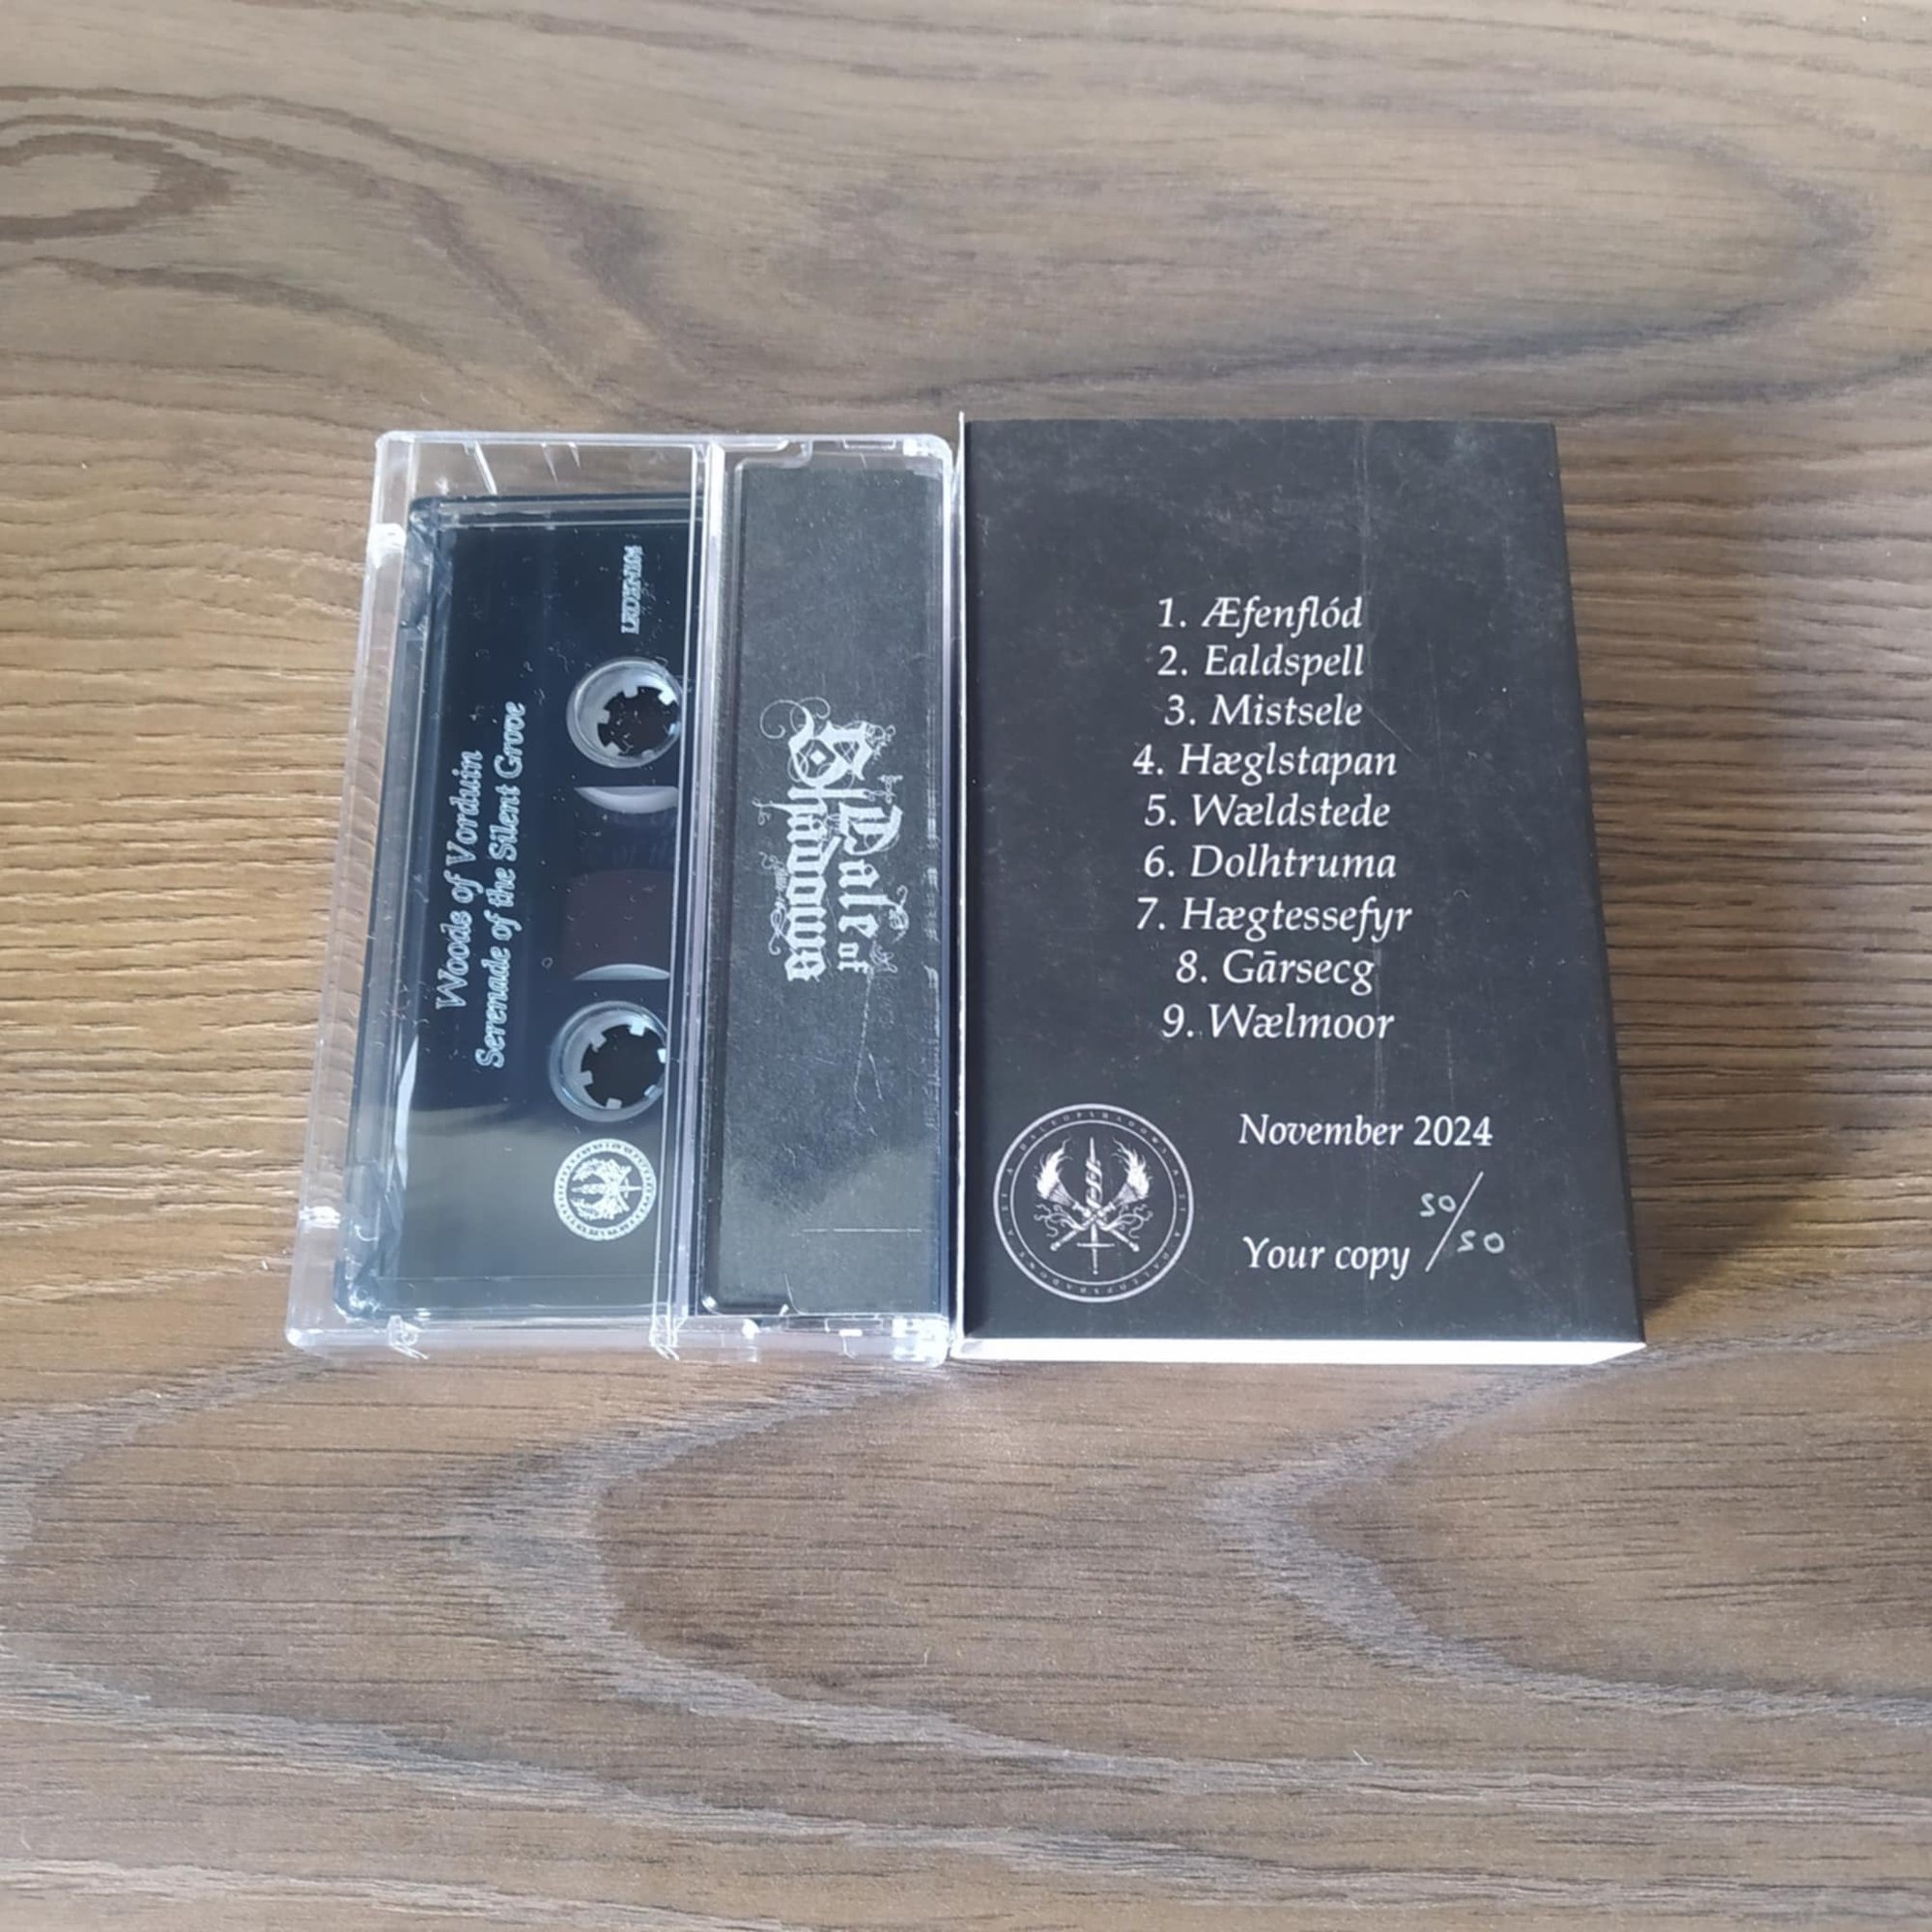 Woods of Vorduin
Serenade of the Silent Grove
Dale of
Shadows
1. Æfenflód
2. Ealdspell
3. Mistsele
4. Hæglstapan
5. Wældstede
6. Dolhtruma
7. Hægtessefyr
8. Gārsecg
9. Wælmoor
November 2024
Your copy 50/50